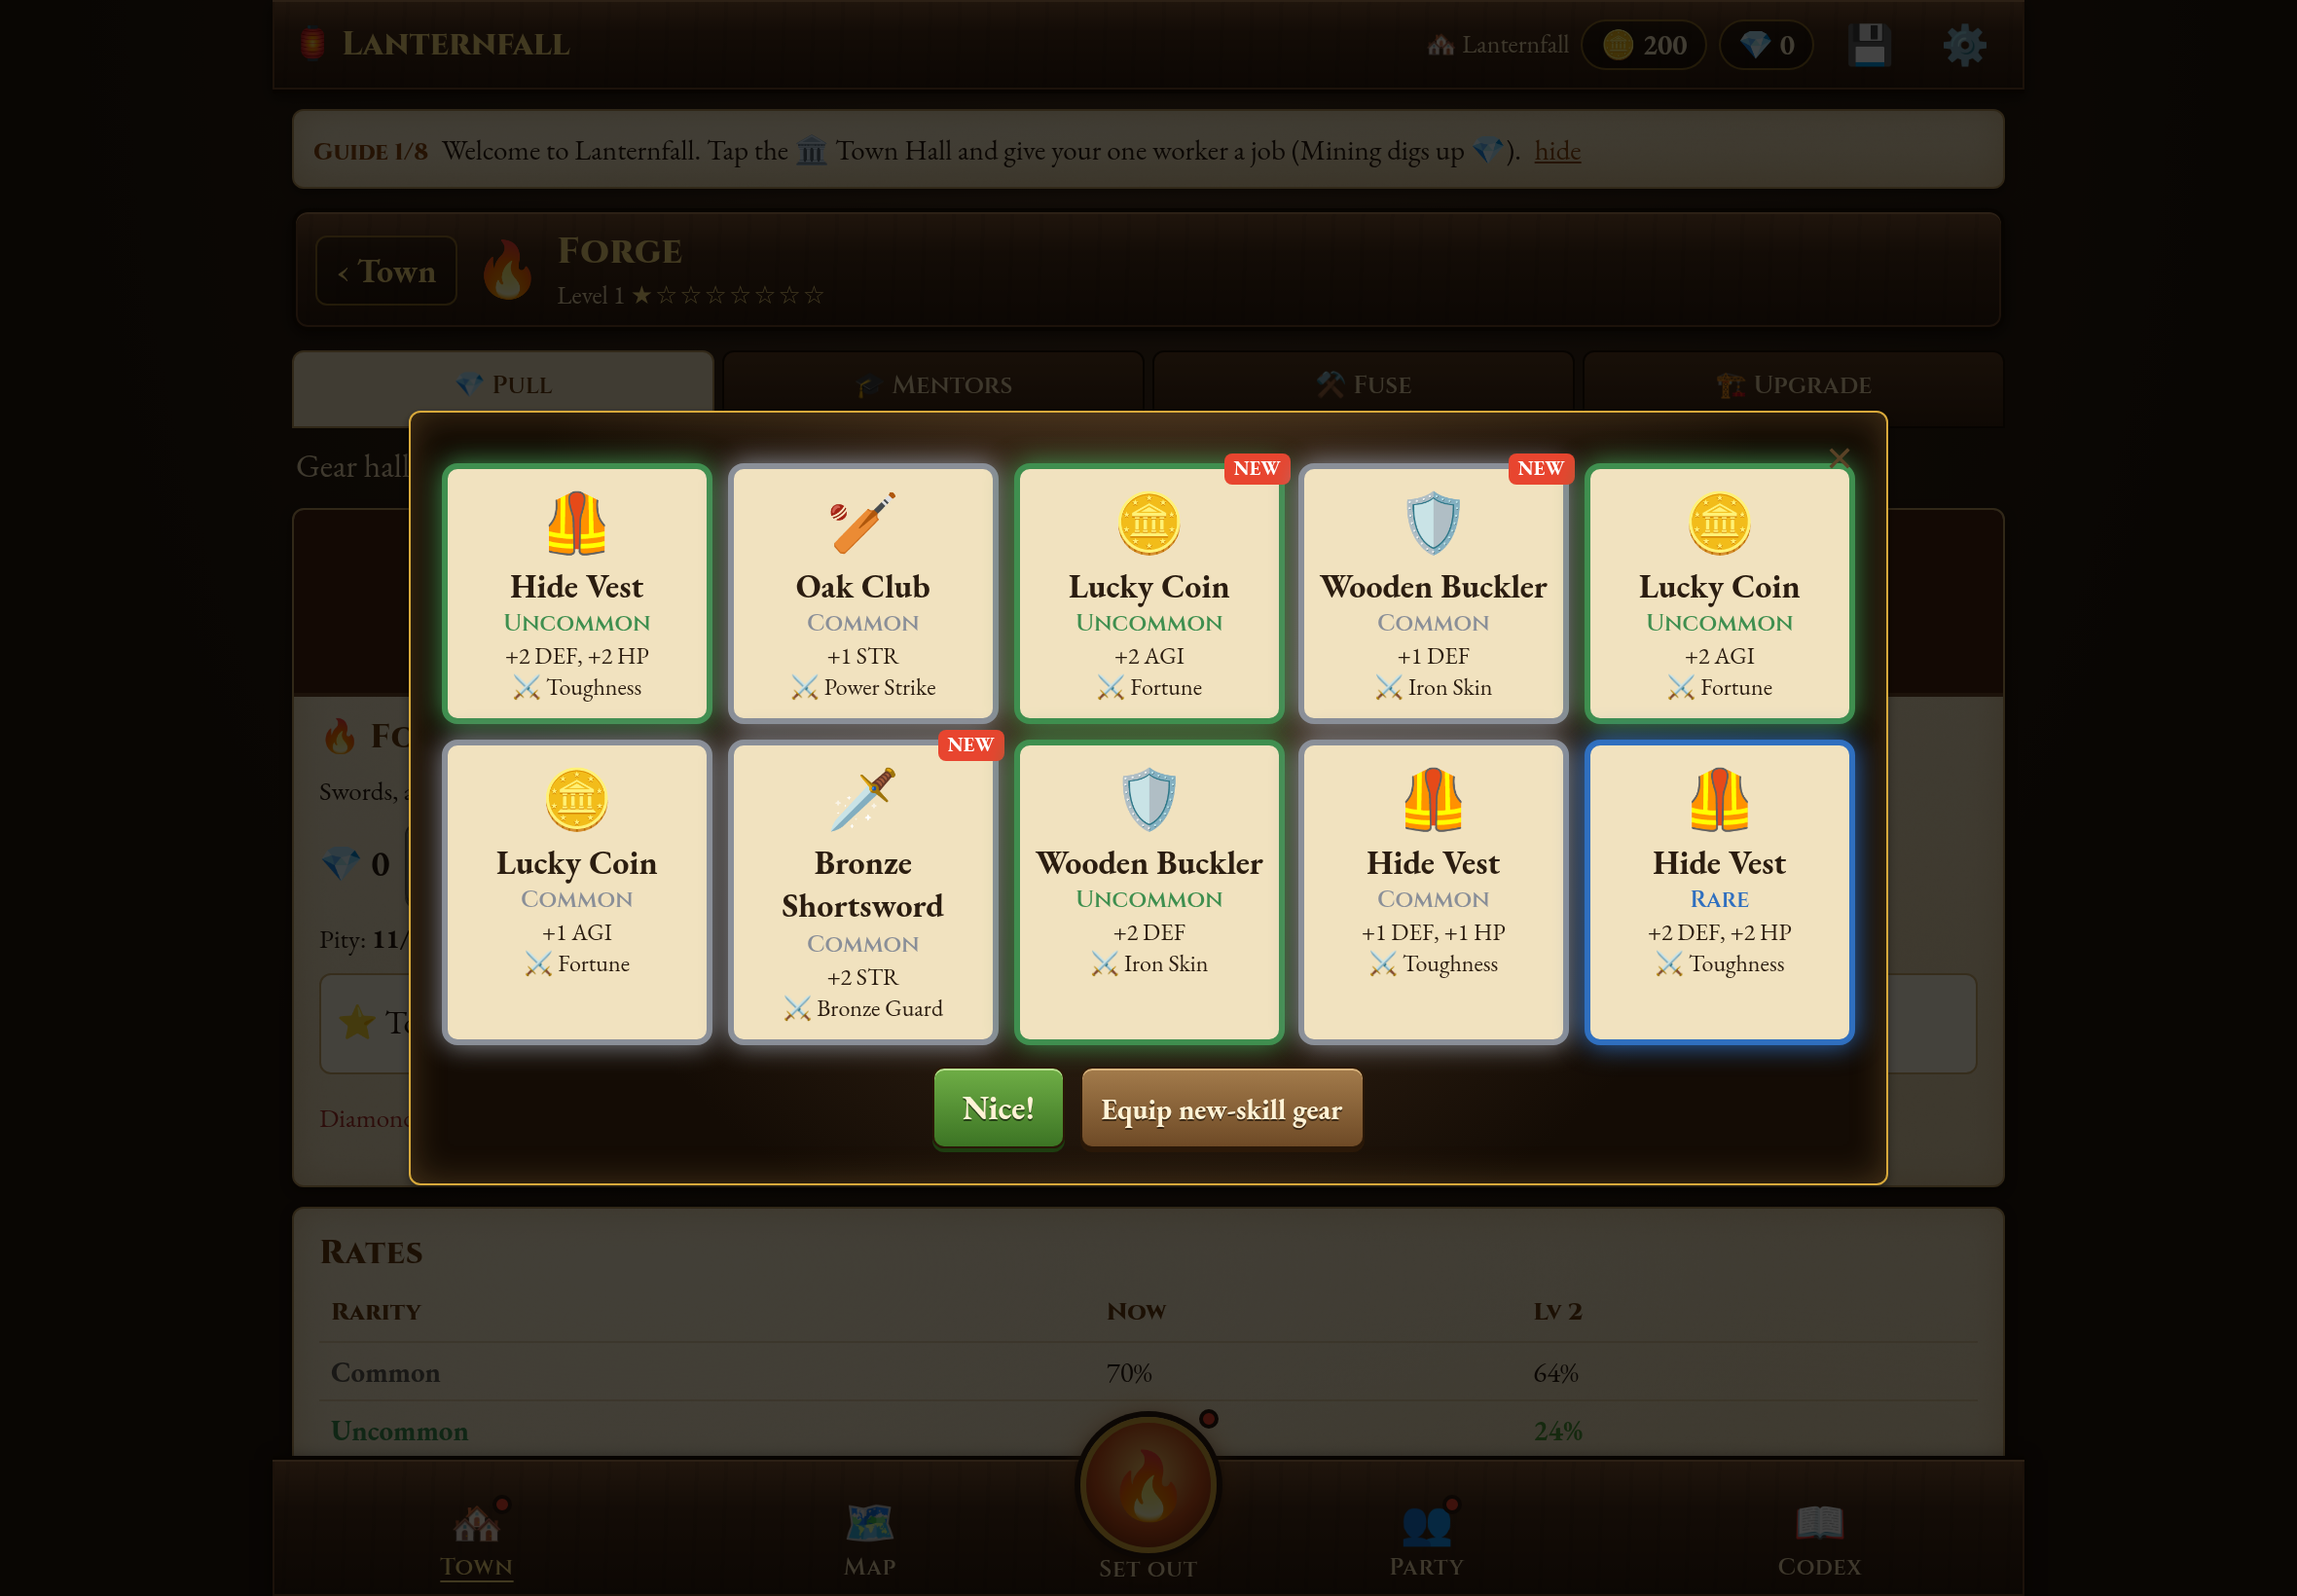 Lanternfall
Lanternfall 200 0
Guide 1/8 Welcome to Lanternfall. Tap the Town Hall and give your one worker a job (Mining digs up ). hide
‹ Town
Forge
Level 1 ★☆☆☆☆☆☆☆
Pull Mentors Fuse Upgrade
Gear hall
NEW NEW
Hide Vest Oak Club Lucky Coin Wooden Buckler Lucky Coin
Uncommon Common Uncommon Common Uncommon
+2 DEF, +2 HP +1 STR +2 AGI +1 DEF +2 AGI
Toughness Power Strike Fortune Iron Skin Fortune
NEW
Lucky Coin Bronze Shortsword Wooden Buckler Hide Vest Hide Vest
Common Common Uncommon Common Rare
+1 AGI +2 STR +2 DEF +1 DEF, +1 HP +2 DEF, +2 HP
Fortune Bronze Guard Iron Skin Toughness Toughness
Swords,
0
Pity: 11/
Diamon
Nice! Equip new-skill gear
Rates
Rarity Now Lv 2
Common 70% 64%
Uncommon 24%
Town Map Set out Party Codex